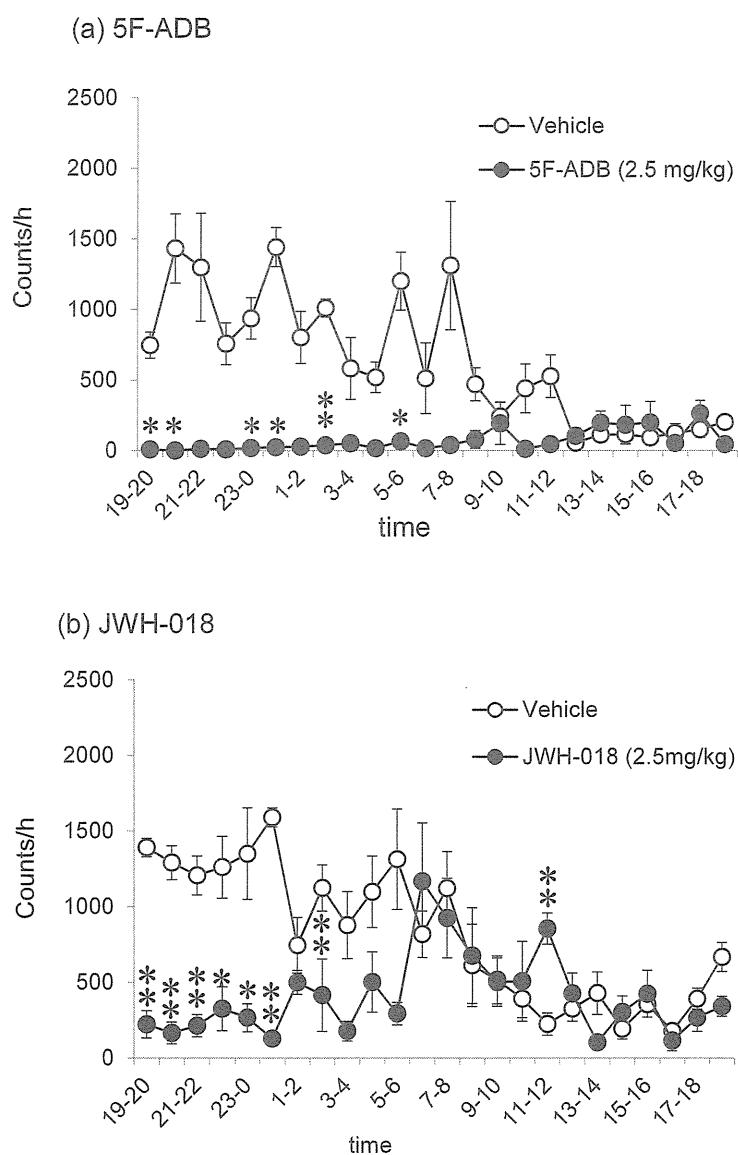 (a) 5F-ADB
2500
Vehicle
2000
5F-ADB (2.5 mg/kg)
1500
1000
500
0
Counts/h
* * * * ** *
19-20 21-22 23-0 1-2 3-4 5-6 7-8 9-10 11-12 13-14 15-16 17-18
time
(b) JWH-018
2500
Vehicle
2000
JWH-018 (2.5mg/kg)
1500
1000
500
0
Counts/h
** ** ** * * ** ** **
19-20 21-22 23-0 1-2 3-4 5-6 7-8 9-10 11-12 13-14 15-16 17-18
time